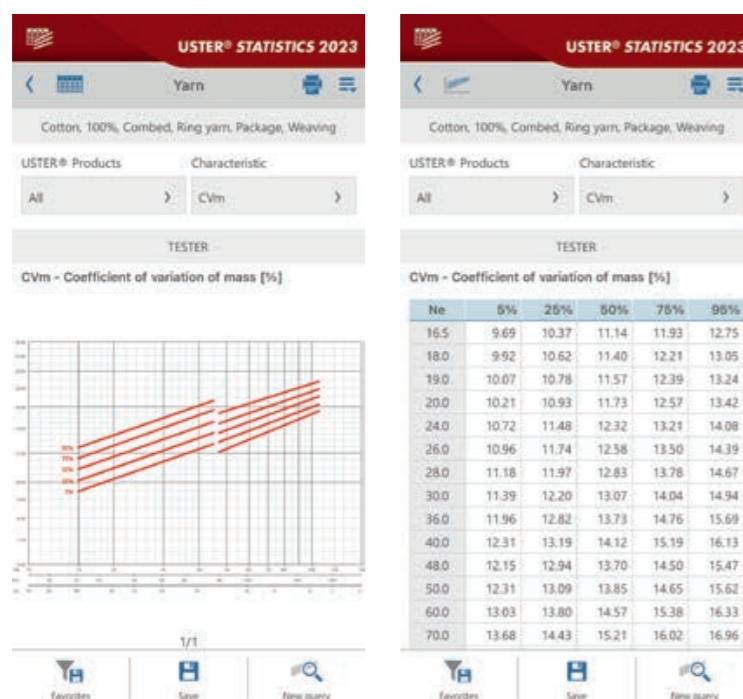 USTER® STATISTICS 2023
Yarn
Cotton, 100%, Combed, Ring yarn, Package, Weaving
USTER® Products Characteristic
All > CVm >
TESTER
CVm - Coefficient of variation of mass [%]
95%
75%
50%
25%
5%
1/1
Favorites Save New query
USTER® STATISTICS 2023
Yarn
Cotton, 100%, Combed, Ring yarn, Package, Weaving
USTER® Products Characteristic
All > CVm >
TESTER
CVm - Coefficient of variation of mass [%]
Ne 5% 25% 50% 75% 95%
16.5 9.69 10.37 11.14 11.93 12.75
18.0 9.92 10.62 11.40 12.21 13.05
19.0 10.07 10.78 11.57 12.39 13.24
20.0 10.21 10.93 11.73 12.57 13.42
24.0 10.72 11.48 12.32 13.21 14.08
26.0 10.96 11.74 12.58 13.50 14.39
28.0 11.18 11.97 12.83 13.78 14.67
30.0 11.39 12.20 13.07 14.04 14.94
36.0 11.96 12.82 13.73 14.76 15.69
40.0 12.31 13.19 14.12 15.19 16.13
48.0 12.15 12.94 13.70 14.50 15.47
50.0 12.31 13.09 13.85 14.65 15.62
60.0 13.03 13.80 14.57 15.38 16.33
70.0 13.68 14.43 15.21 16.02 16.96
Favorites Save New query